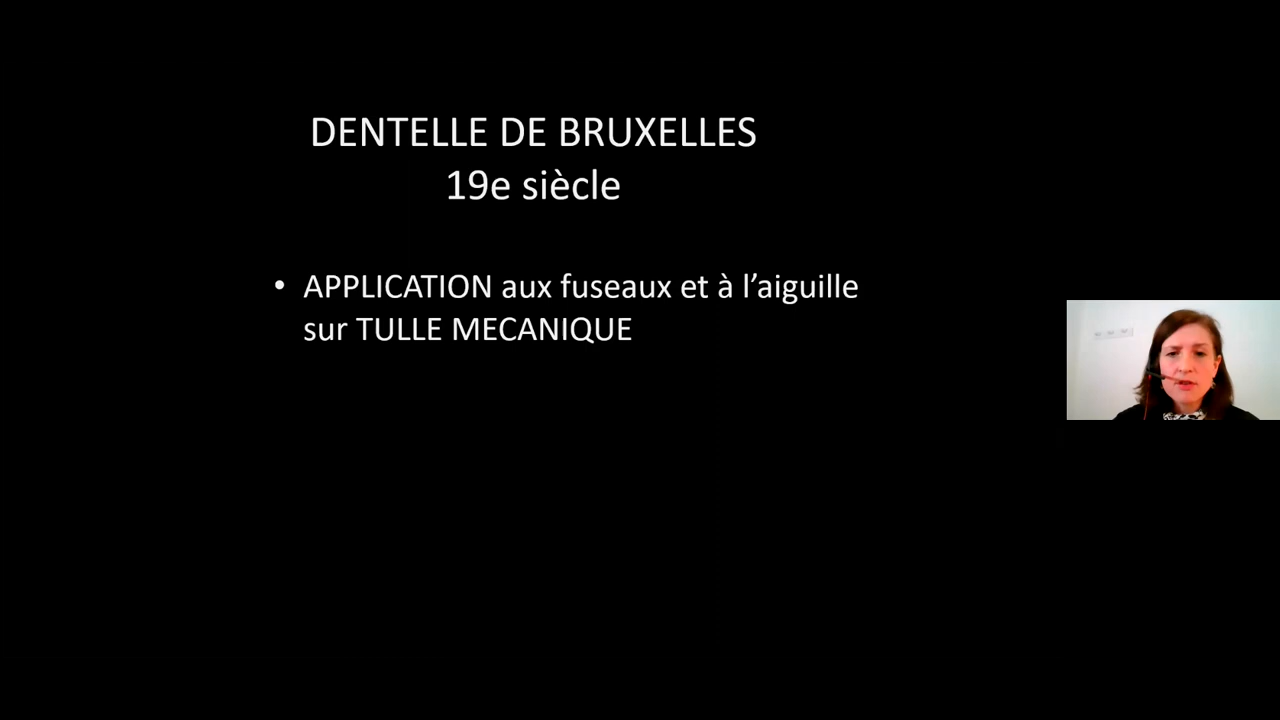 DENTELLE DE BRUXELLES
19e siècle
• APPLICATION aux fuseaux et à l’aiguille
sur TULLE MECANIQUE